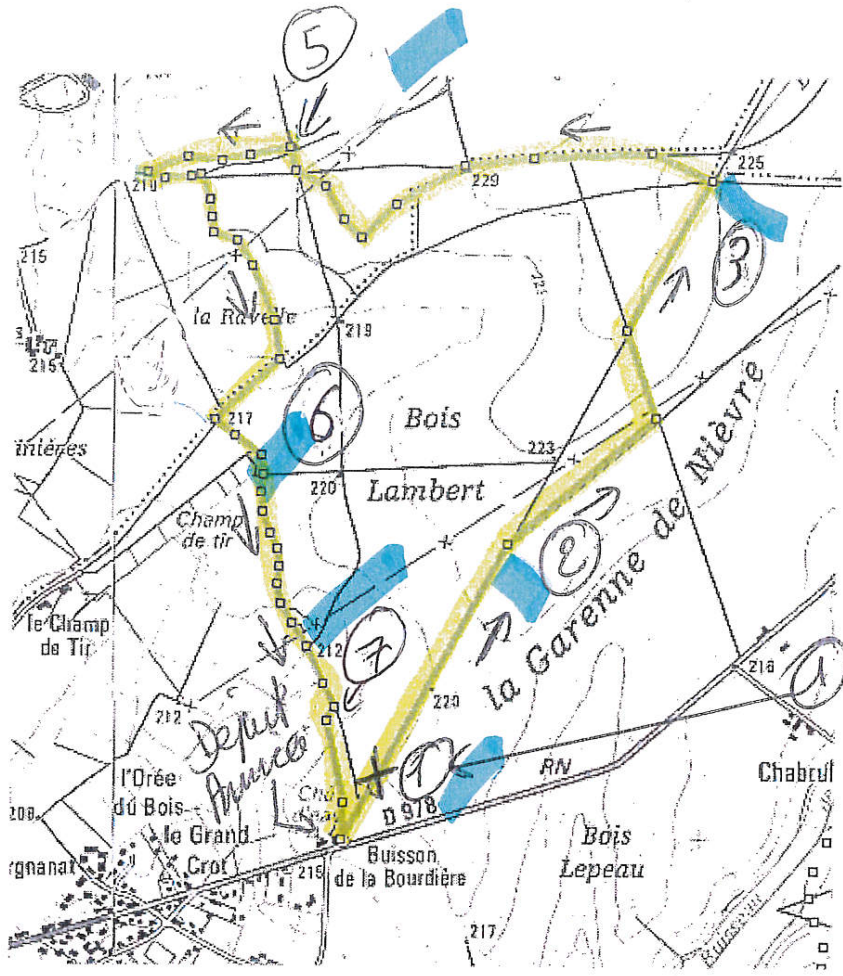 5
225
229
219
3
215
la Ravelle
219
215
217
6
Bois
Lambert
223
220
Champ
de tir
2
la Garenne de Nièvre
le Champ
de Tir
212
7
216
1
212
220
Départ
Arrivée
1
RN
Chabrul
l'Orée
du Bois
D 978
208
le Grand
Crot
Buisson
de la Bourdière
Bois
Lepeau
215
217